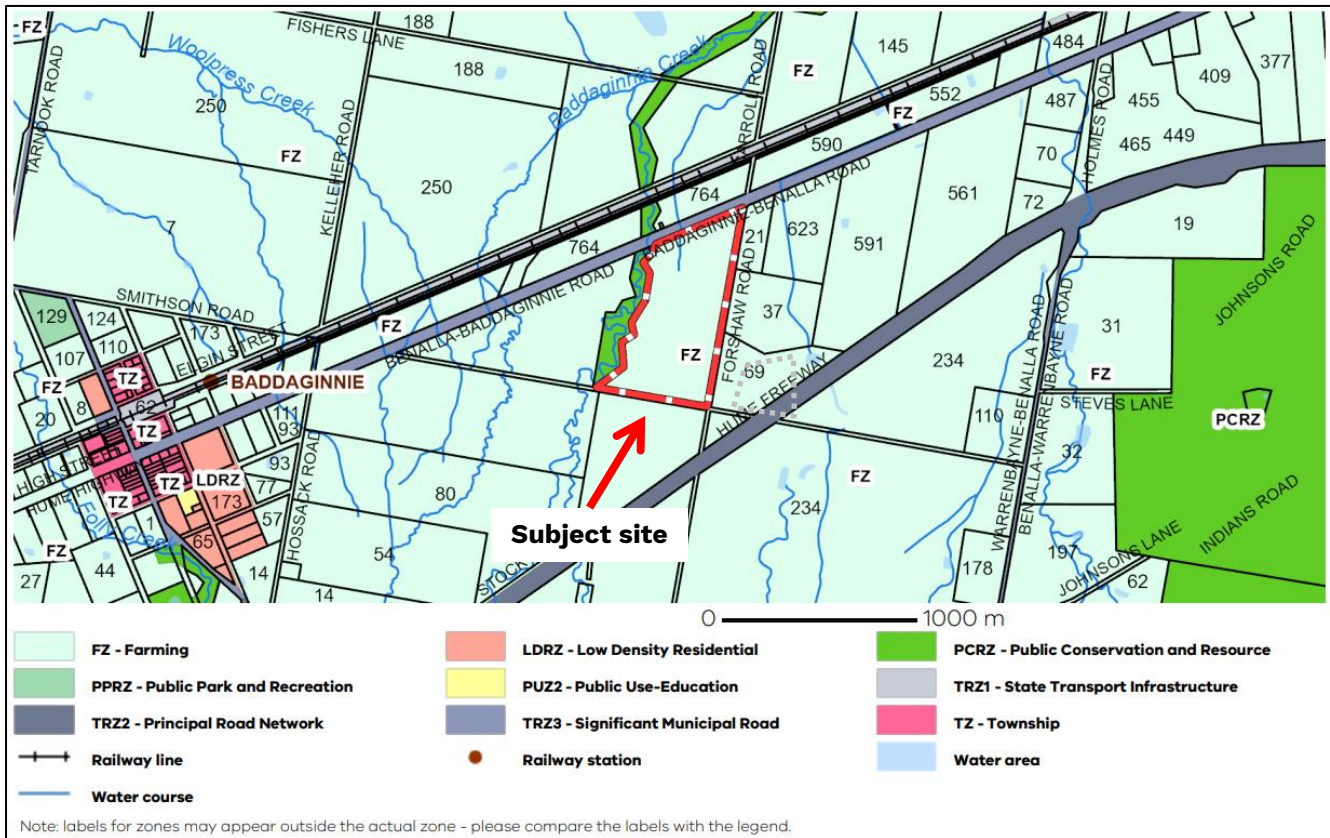 FZ
FISHERS LANE
188
188
Woolpress Creek
Baddaginnie Creek
TARNOOK ROAD
250
KELLEHER ROAD
FZ
250
7
145
FZ
484
487
HOLMES ROAD
409
377
455
449
465
552
FZ
590
70
72
561
764
764
BADDAGINNIE-BENALLA ROAD
21
623
591
19
JOHNSONS ROAD
SMITHSON ROAD
129
124
110
107
173
ELGIN STREET
FZ
BENALLA-BADDAGINNIE ROAD
FZ
FORSHAW ROAD
37
69
HUME FREEWAY
234
31
FZ
WARRENBAYNE-BENALLA ROAD
BENALLA-WARRENBAYNE ROAD
STEVES LANE
110
PCRZ
FZ
TZ
BADDAGINNIE
20
8
62
TZ
111
93
HIGH STREET
TZ
TZ
LDRZ
93
77
173
HOSSACK ROAD
80
FZ
32
INDIANS ROAD
Folly Creek
1
65
57
54
Subject site
234
FZ
27
44
14
14
STOCK
178
197
JOHNSONS LANE
62
0 1000 m
FZ - Farming
LDRZ - Low Density Residential
PCRZ - Public Conservation and Resource
PPRZ - Public Park and Recreation
PUZ2 - Public Use-Education
TRZ1 - State Transport Infrastructure
TRZ2 - Principal Road Network
TRZ3 - Significant Municipal Road
TZ - Township
Railway line
Railway station
Water area
Water course
Note: labels for zones may appear outside the actual zone - please compare the labels with the legend.